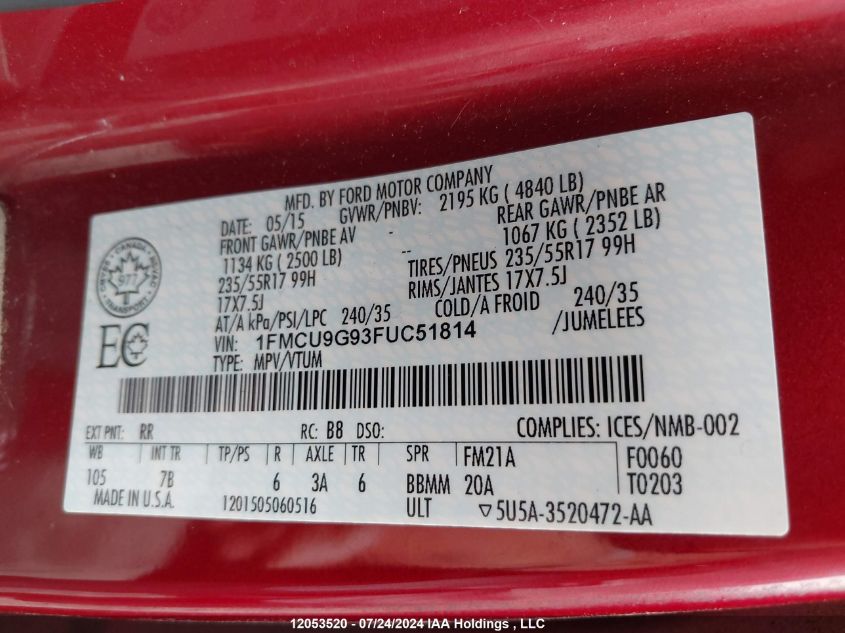 MFD. BY FORD MOTOR COMPANY
DATE: 05/15 GVWR/PNBV: 2195 KG ( 4840 LB)
FRONT GAWR/PNBE AV - REAR GAWR/PNBE AR
1134 KG ( 2500 LB) -- 1067 KG ( 2352 LB)
235/55R17 99H TIRES/PNEUS 235/55R17 99H
17X7.5J RIMS/JANTES 17X7.5J
AT/A kPa/PSI/LPC 240/35 COLD/A FROID 240/35
VIN: 1FMCU9G93FUC51814 /JUMELEES
TYPE: MPV/VTUM
CANADA
TRANSPORT
977
EC
EXT PNT: RR RC: B8 DSO: COMPLIES: ICES/NMB-002
WB INT TR TP/PS R AXLE TR SPR FM21A F0060
105 7B 6 3A 6 BBMM 20A T0203
MADE IN U.S.A. 1201505060516 ULT ▽5U5A-3520472-AA
12053520 - 07/24/2024 IAA Holdings , LLC